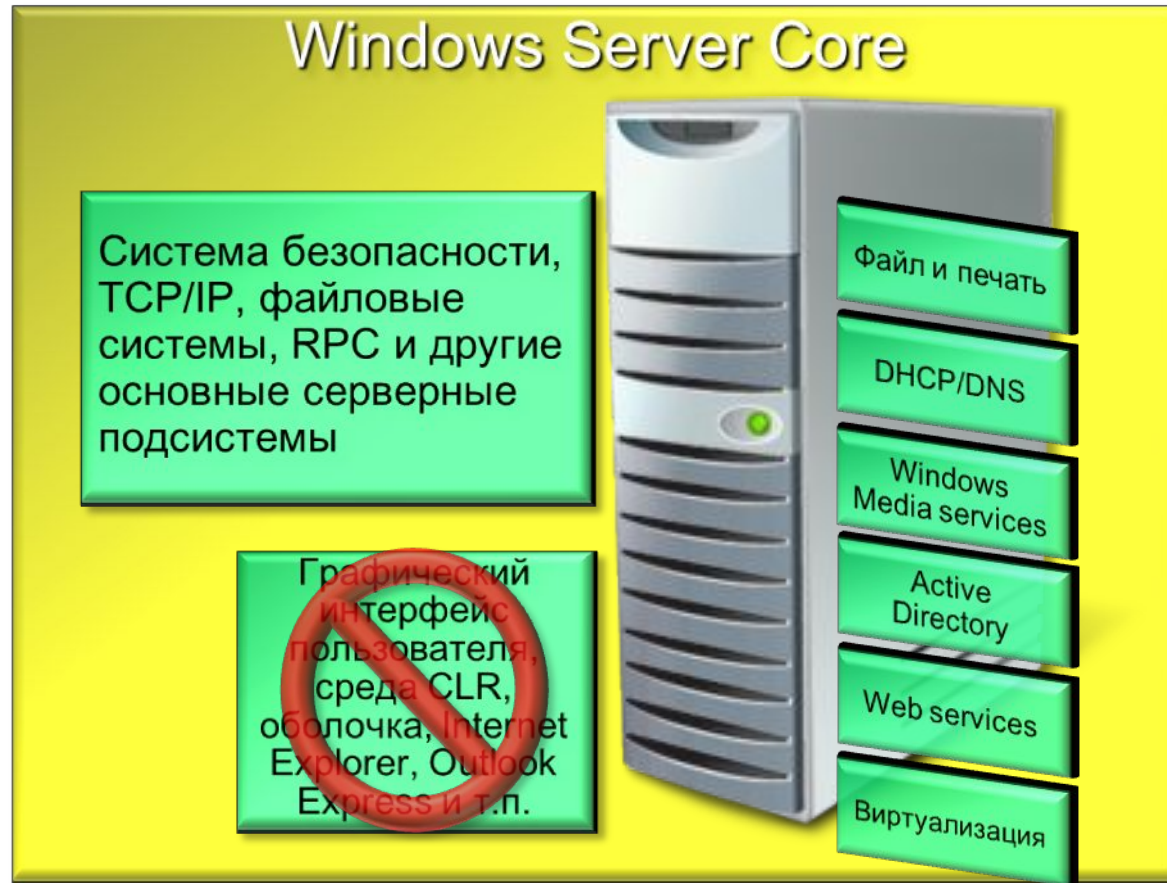 Windows Server Core
Система безопасности,
TCP/IP, файловые
системы, RPC и другие
основные серверные
подсистемы
Графический
интерфейс
пользователя,
среда CLR,
оболочка, Internet
Explorer, Outlook
Express и т.п.
Файл и печать
DHCP/DNS
Windows
Media services
Active
Directory
Web services
Виртуализация